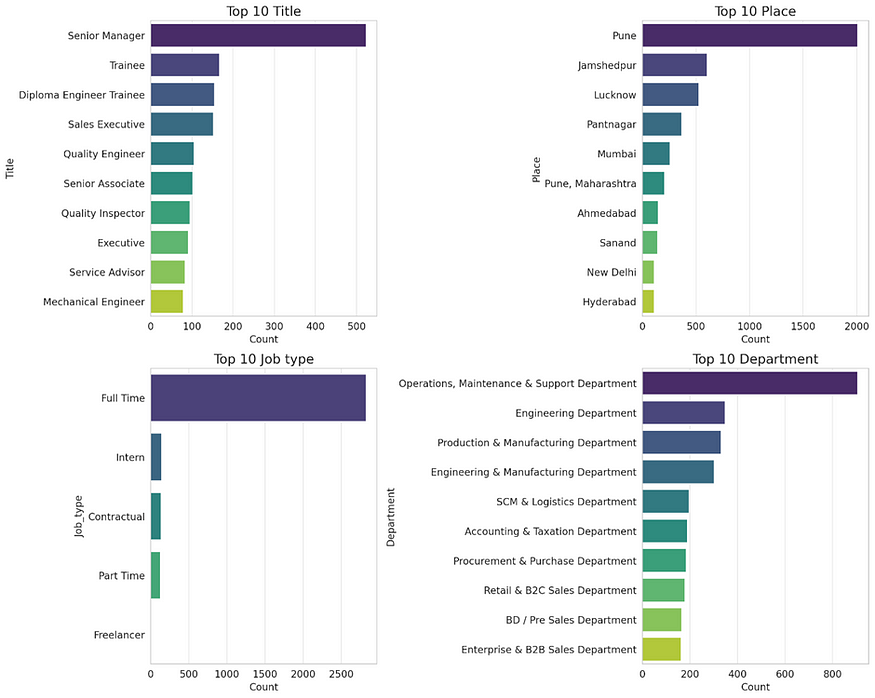 Top 10 Title
Title
Senior Manager
Trainee
Diploma Engineer Trainee
Sales Executive
Quality Engineer
Senior Associate
Quality Inspector
Executive
Service Advisor
Mechanical Engineer
0 100 200 300 400 500
Count
Top 10 Place
Place
Pune
Jamshedpur
Lucknow
Pantnagar
Mumbai
Pune, Maharashtra
Ahmedabad
Sanand
New Delhi
Hyderabad
0 500 1000 1500 2000
Count
Top 10 Job type
Job_type
Full Time
Intern
Contractual
Part Time
Freelancer
0 500 1000 1500 2000 2500
Count
Top 10 Department
Department
Operations, Maintenance & Support Department
Engineering Department
Production & Manufacturing Department
Engineering & Manufacturing Department
SCM & Logistics Department
Accounting & Taxation Department
Procurement & Purchase Department
Retail & B2C Sales Department
BD / Pre Sales Department
Enterprise & B2B Sales Department
0 200 400 600 800
Count